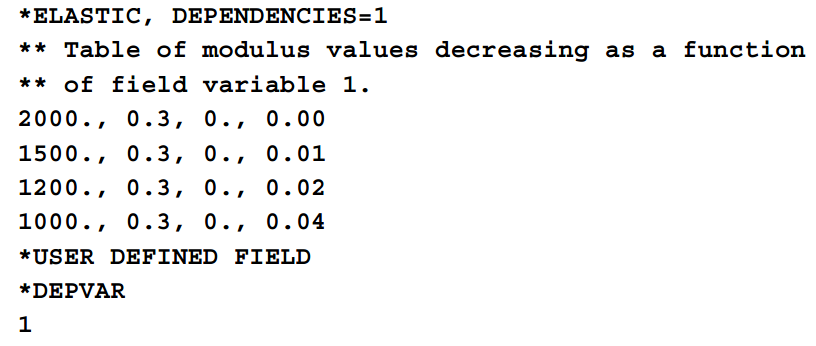 *ELASTIC, DEPENDENCIES=1
** Table of modulus values decreasing as a function
** of field variable 1.
2000., 0.3, 0., 0.00
1500., 0.3, 0., 0.01
1200., 0.3, 0., 0.02
1000., 0.3, 0., 0.04
*USER DEFINED FIELD
*DEPVAR
1